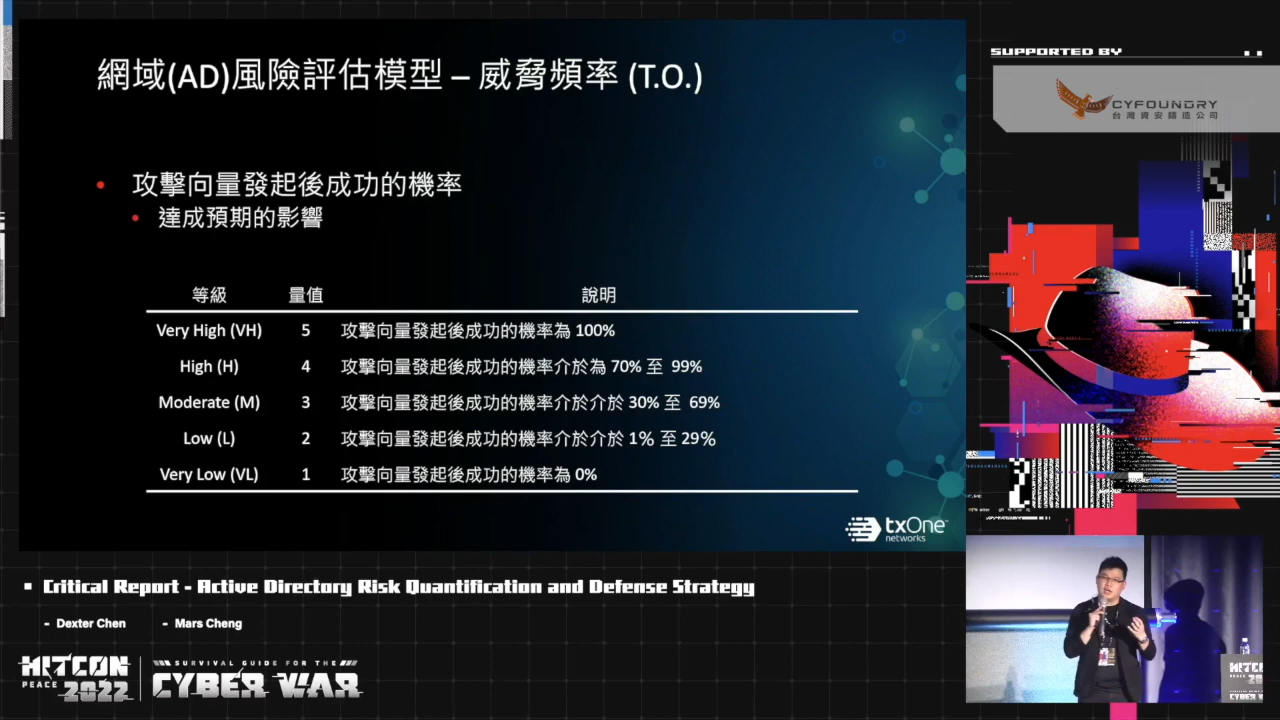 網域(AD)風險評估模型 – 威脅頻率 (T.O.)
• 攻擊向量發起後成功的機率
• 達成預期的影響
等級 量值 說明
Very High (VH) 5 攻擊向量發起後成功的機率為 100%
High (H) 4 攻擊向量發起後成功的機率介於為 70% 至 99%
Moderate (M) 3 攻擊向量發起後成功的機率介於介於 30% 至 69%
Low (L) 2 攻擊向量發起後成功的機率介於介於 1% 至 29%
Very Low (VL) 1 攻擊向量發起後成功的機率為 0%
txOne
networks
SUPPORTED BY
CYFOUNDRY
台灣資安鑄造公司
Critical Report - Active Directory Risk Quantification and Defense Strategy
- Dexter Chen - Mars Cheng
HITCON
PEACE 2022
SURVIVAL GUIDE FOR THE
CYBER WAR